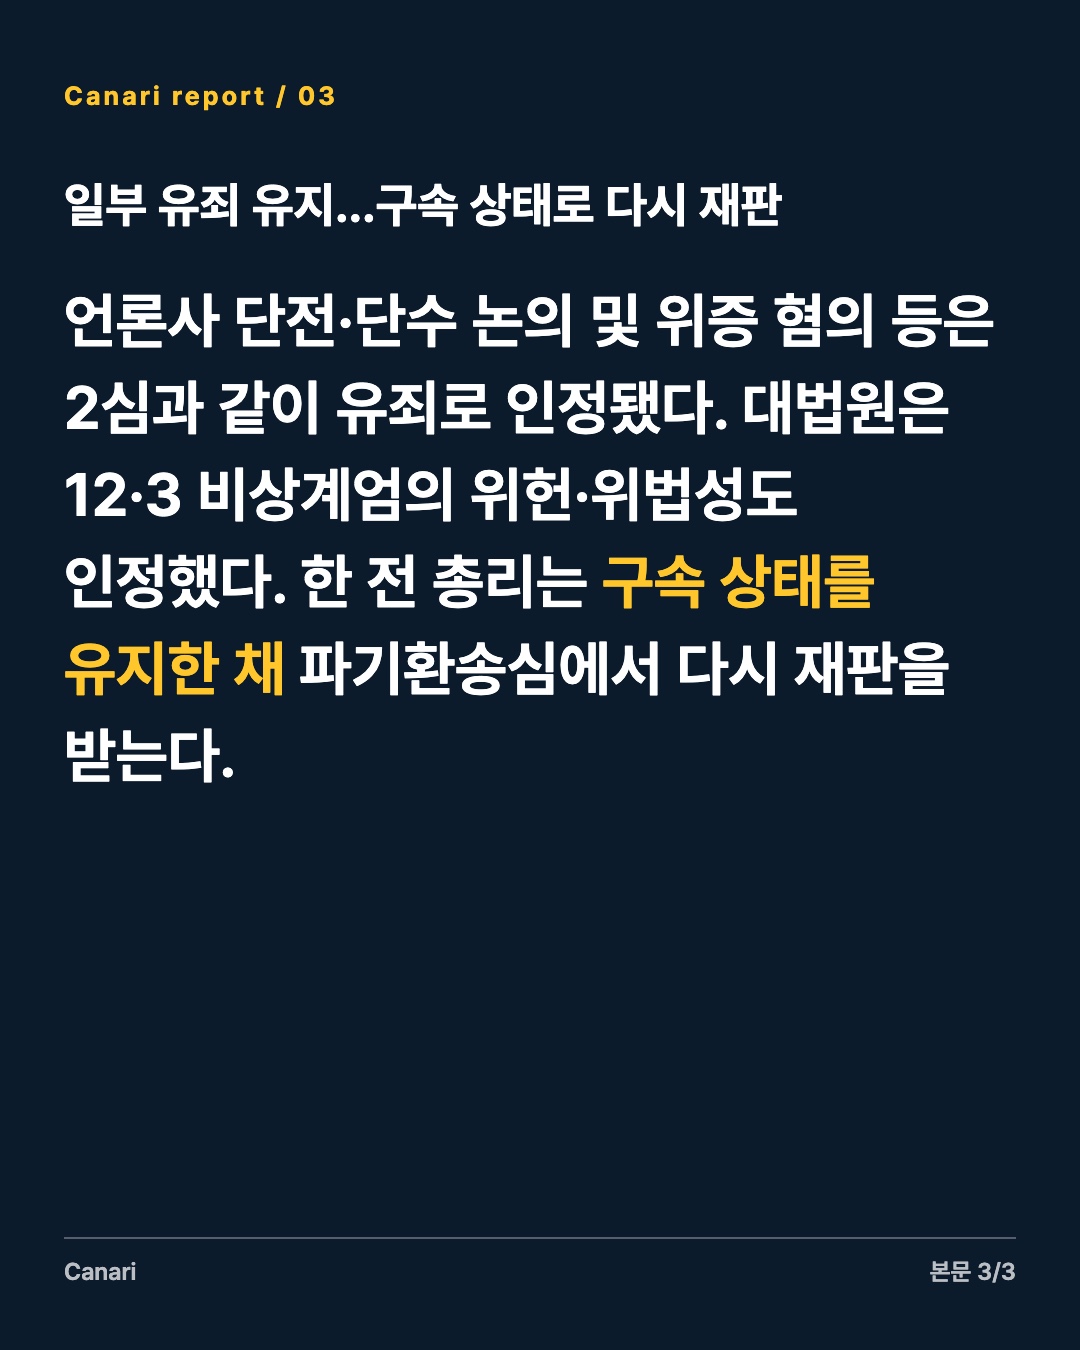 Canari report / 03
일부 유죄 유지...구속 상태로 다시 재판
언론사 단전·단수 논의 및 위증 혐의 등은
2심과 같이 유죄로 인정됐다. 대법원은
12·3 비상계엄의 위헌·위법성도
인정했다. 한 전 총리는 구속 상태를
유지한 채 파기환송심에서 다시 재판을
받는다.
Canari
본문 3/3